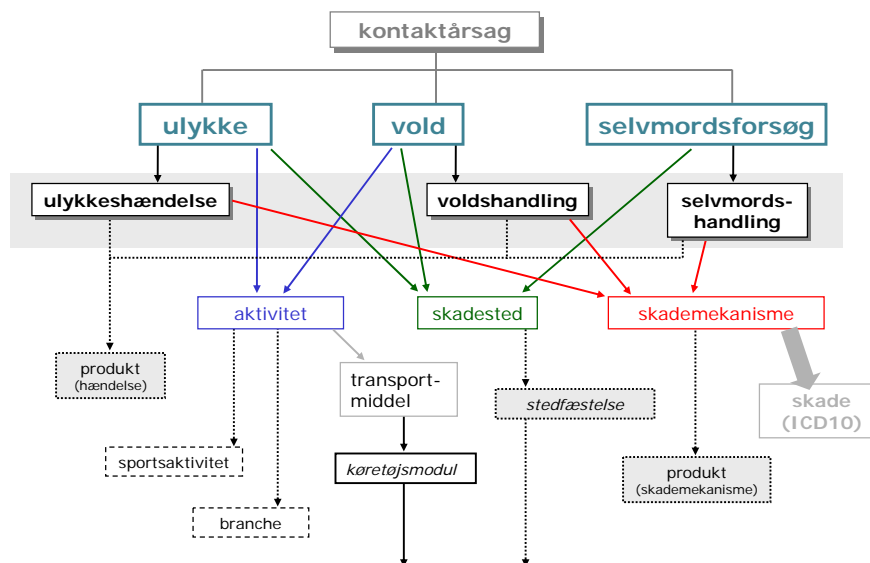 kontaktårsag
ulykke
vold
selvmordsforsøg
ulykkeshændelse
voldshandling
selvmords-
handling
aktivitet
skadested
skademekanisme
produkt
(hændelse)
transport-
middel
stedfæstelse
skade
(ICD10)
sportsaktivitet
køretøjsmodul
produkt
(skademekanisme)
branche